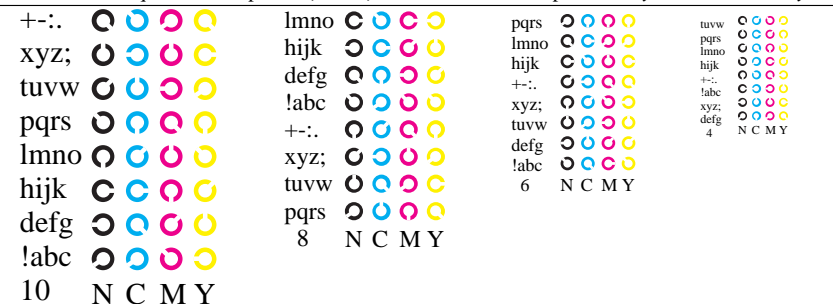 +-:.
xyz;
tuvw
pqrs
lmno
hijk
defg
!abc
10 N C M Y
lmno
hijk
defg
!abc
+-:.
xyz;
tuvw
pqrs
8 N C M Y
pqrs
lmno
hijk
+-:.
xyz;
tuvw
defg
!abc
6 N C M Y
tuvw
pqrs
lmno
hijk
+-:.
!abc
xyz;
defg
4 N C M Y